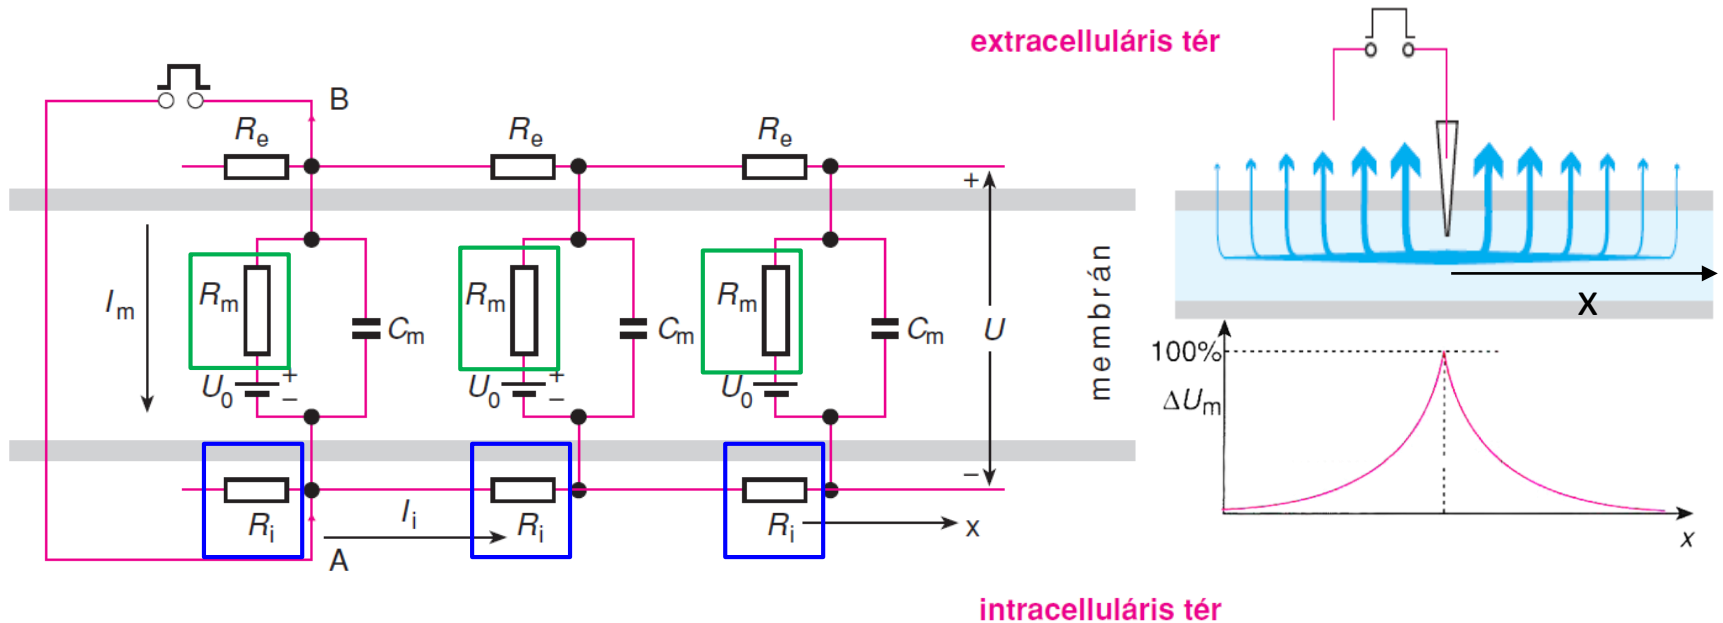 extracelluláris tér
B
Re Re Re
+
Im
Rm Cm Rm Cm Rm Cm
U
membrán
U0 + − U0 + − U0
−
Ri Ii Ri Ri x
A
intracelluláris tér
x
100%
ΔUm
x